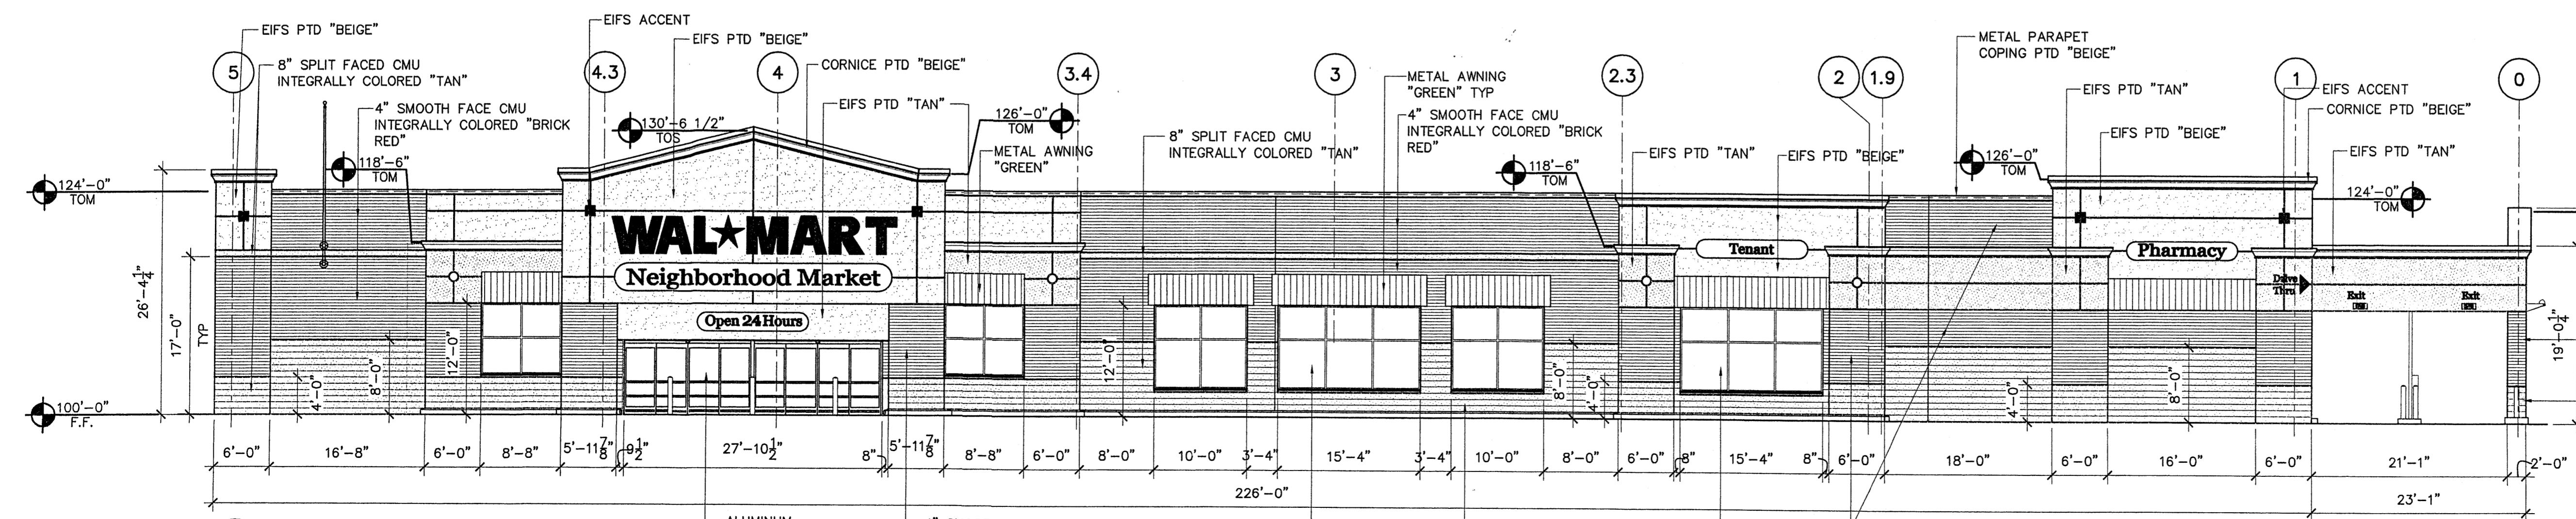 EIFS PTD "BEIGE"
8" SPLIT FACED CMU
INTEGRALLY COLORED "TAN"
4" SMOOTH FACE CMU
INTEGRALLY COLORED "BRICK
RED"
5
4.3
4
3.4
3
2.3
2
1.9
1
0
EIFS ACCENT
EIFS PTD "BEIGE"
CORNICE PTD "BEIGE"
EIFS PTD "TAN"
130'-6 1/2"
TOS
126'-0"
TOM
METAL AWNING
"GREEN"
118'-6"
TOM
124'-0"
TOM
8" SPLIT FACED CMU
INTEGRALLY COLORED "TAN"
METAL AWNING
"GREEN" TYP
4" SMOOTH FACE CMU
INTEGRALLY COLORED "BRICK
RED"
118'-6"
TOM
EIFS PTD "TAN"
EIFS PTD "BEIGE"
METAL PARAPET
COPING PTD "BEIGE"
126'-0"
TOM
EIFS PTD "TAN"
EIFS PTD "BEIGE"
EIFS ACCENT
CORNICE PTD "BEIGE"
EIFS PTD "TAN"
124'-0"
TOM
WAL★MART
Neighborhood Market
Open 24 Hours
Tenant
Pharmacy
Drive
Thru
Exit
Exit
26'-4 1/4"
17'-0"
TYP
4'-0"
8'-0"
12'-0"
12'-0"
8'-0"
4'-0"
4'-0"
8'-0"
19'-0 1/4"
100'-0"
F.F.
6'-0"
16'-8"
6'-0"
8'-8"
5'-11 7/8"
9 1/2"
27'-10 1/2"
8"
5'-11 7/8"
8'-8"
6'-0"
8'-0"
10'-0"
3'-4"
15'-4"
3'-4"
10'-0"
8'-0"
6'-0"
8"
15'-4"
8"
6'-0"
18'-0"
6'-0"
16'-0"
6'-0"
21'-1"
2'-0"
226'-0"
23'-1"
ALUMINUM